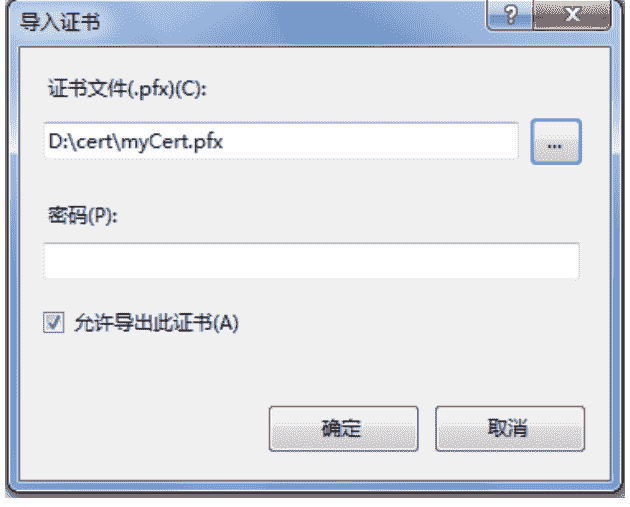 导入证书
证书文件(.pfx)(C):
D:\cert\myCert.pfx
...
密码(P):
允许导出此证书(A)
确定
取消